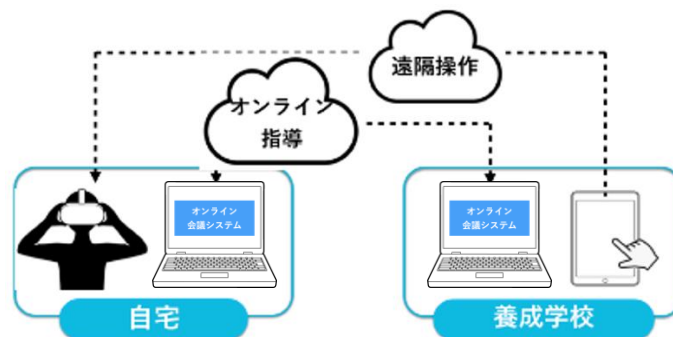 遠隔操作
オンライン
指導
オンライン
会議システム
オンライン
会議システム
自宅
養成学校